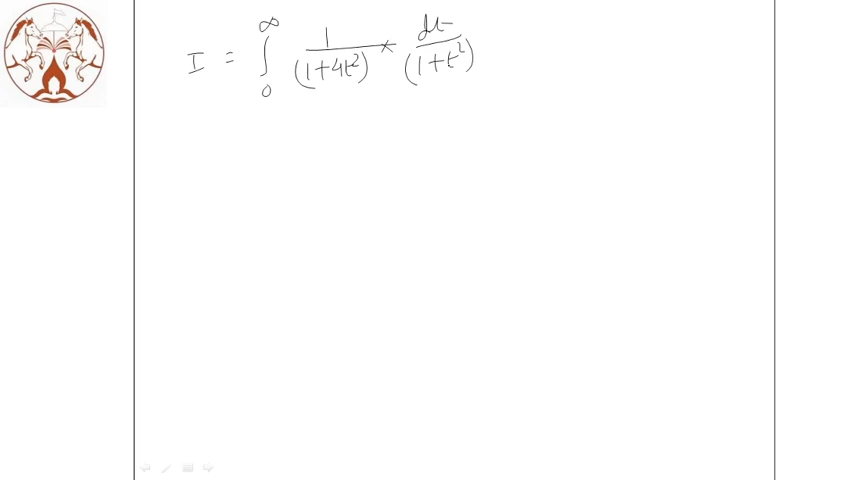 I = ∫₀^∞ 1/(1+4t²) × dt/(1+t²)